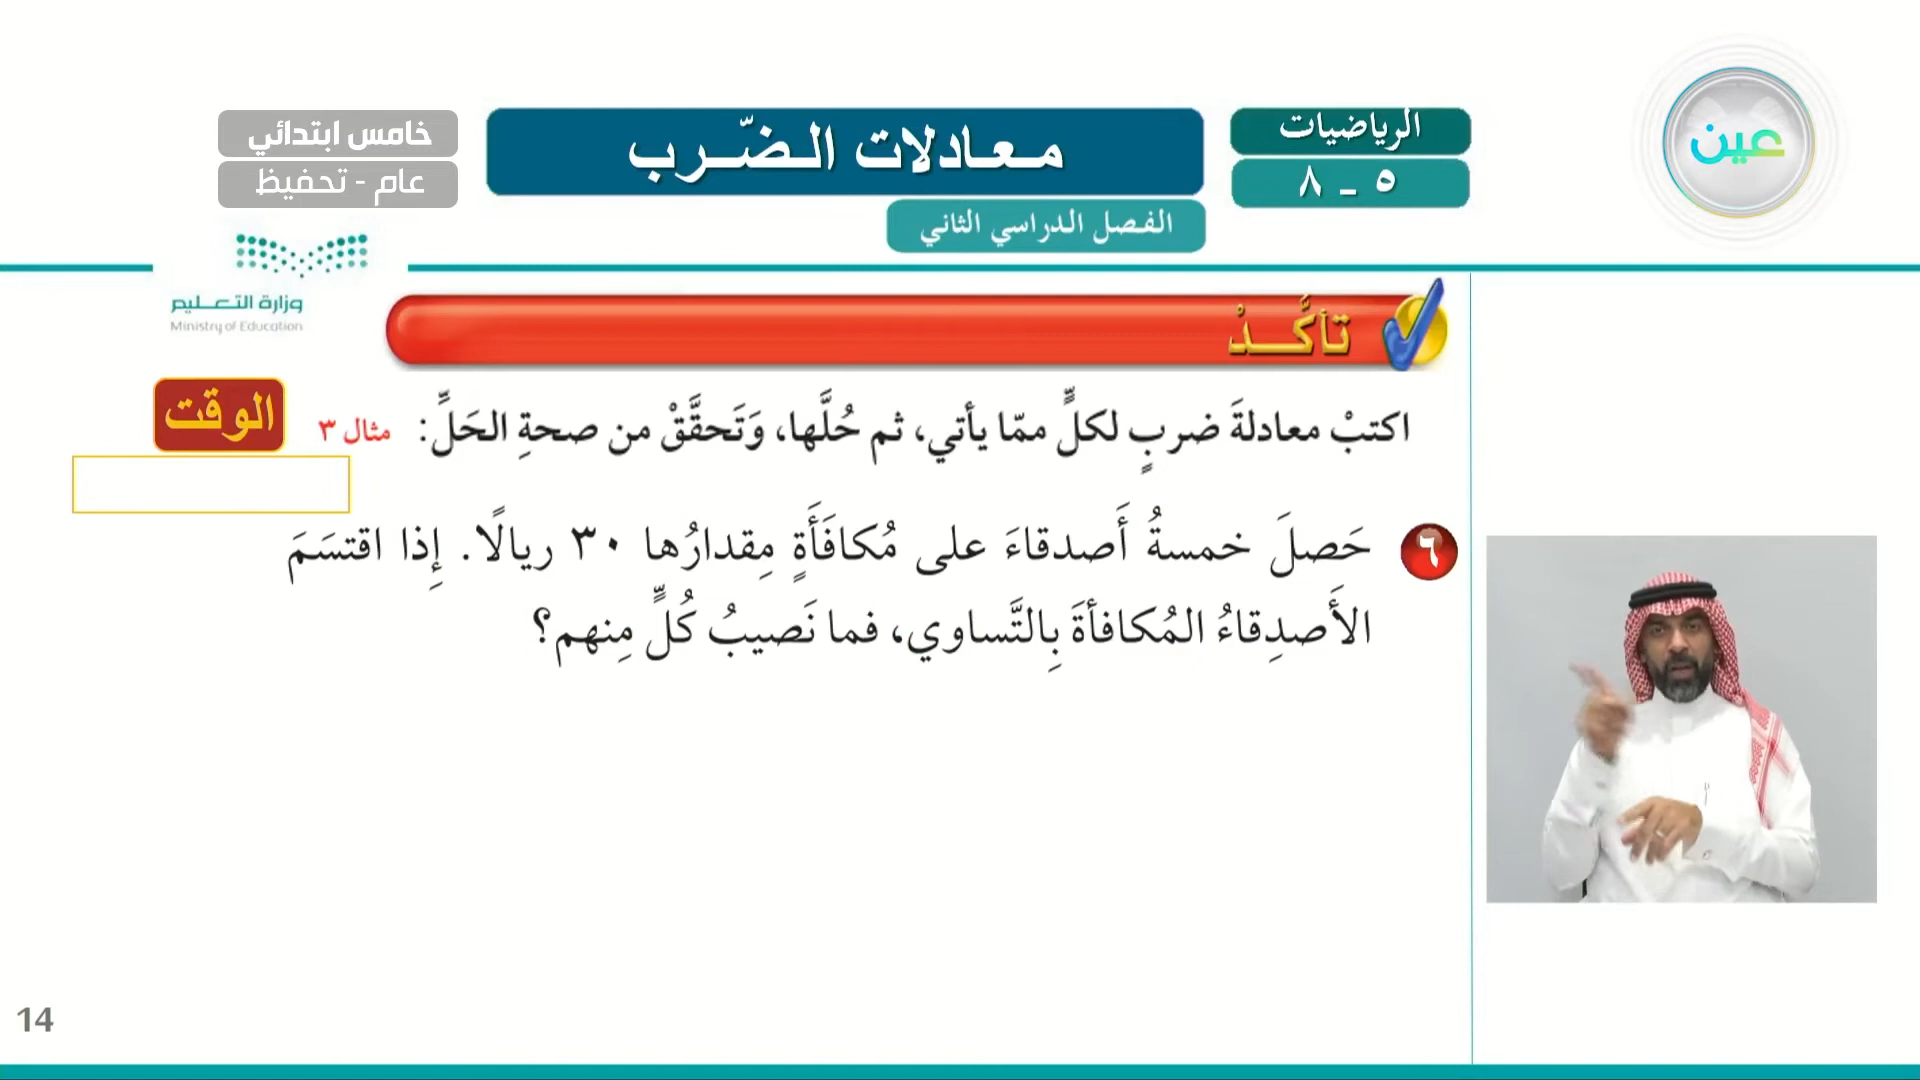 عين
الرياضيات
٥ - ٨
معادلات الضّرب
الفصل الدراسي الثاني
خامس ابتدائي
عام - تحفيظ
وزارة التعليم
Ministry of Education
تأكَّدْ
اكتبْ معادلةَ ضربٍ لكلٍّ ممّا يأتي، ثم حُلَّها، وَتَحقَّقْ من صحةِ الحَلِّ: مثال ٣
الوقت
٦ حَصلَ خمسةُ أَصدقاءَ على مُكافَأَةٍ مِقدارُها ٣٠ ريالًا. إِذا اقتسَمَ
الأَصدِقاءُ المُكافأةَ بِالتَّساوي، فما نَصيبُ كُلٍّ مِنهم؟
14